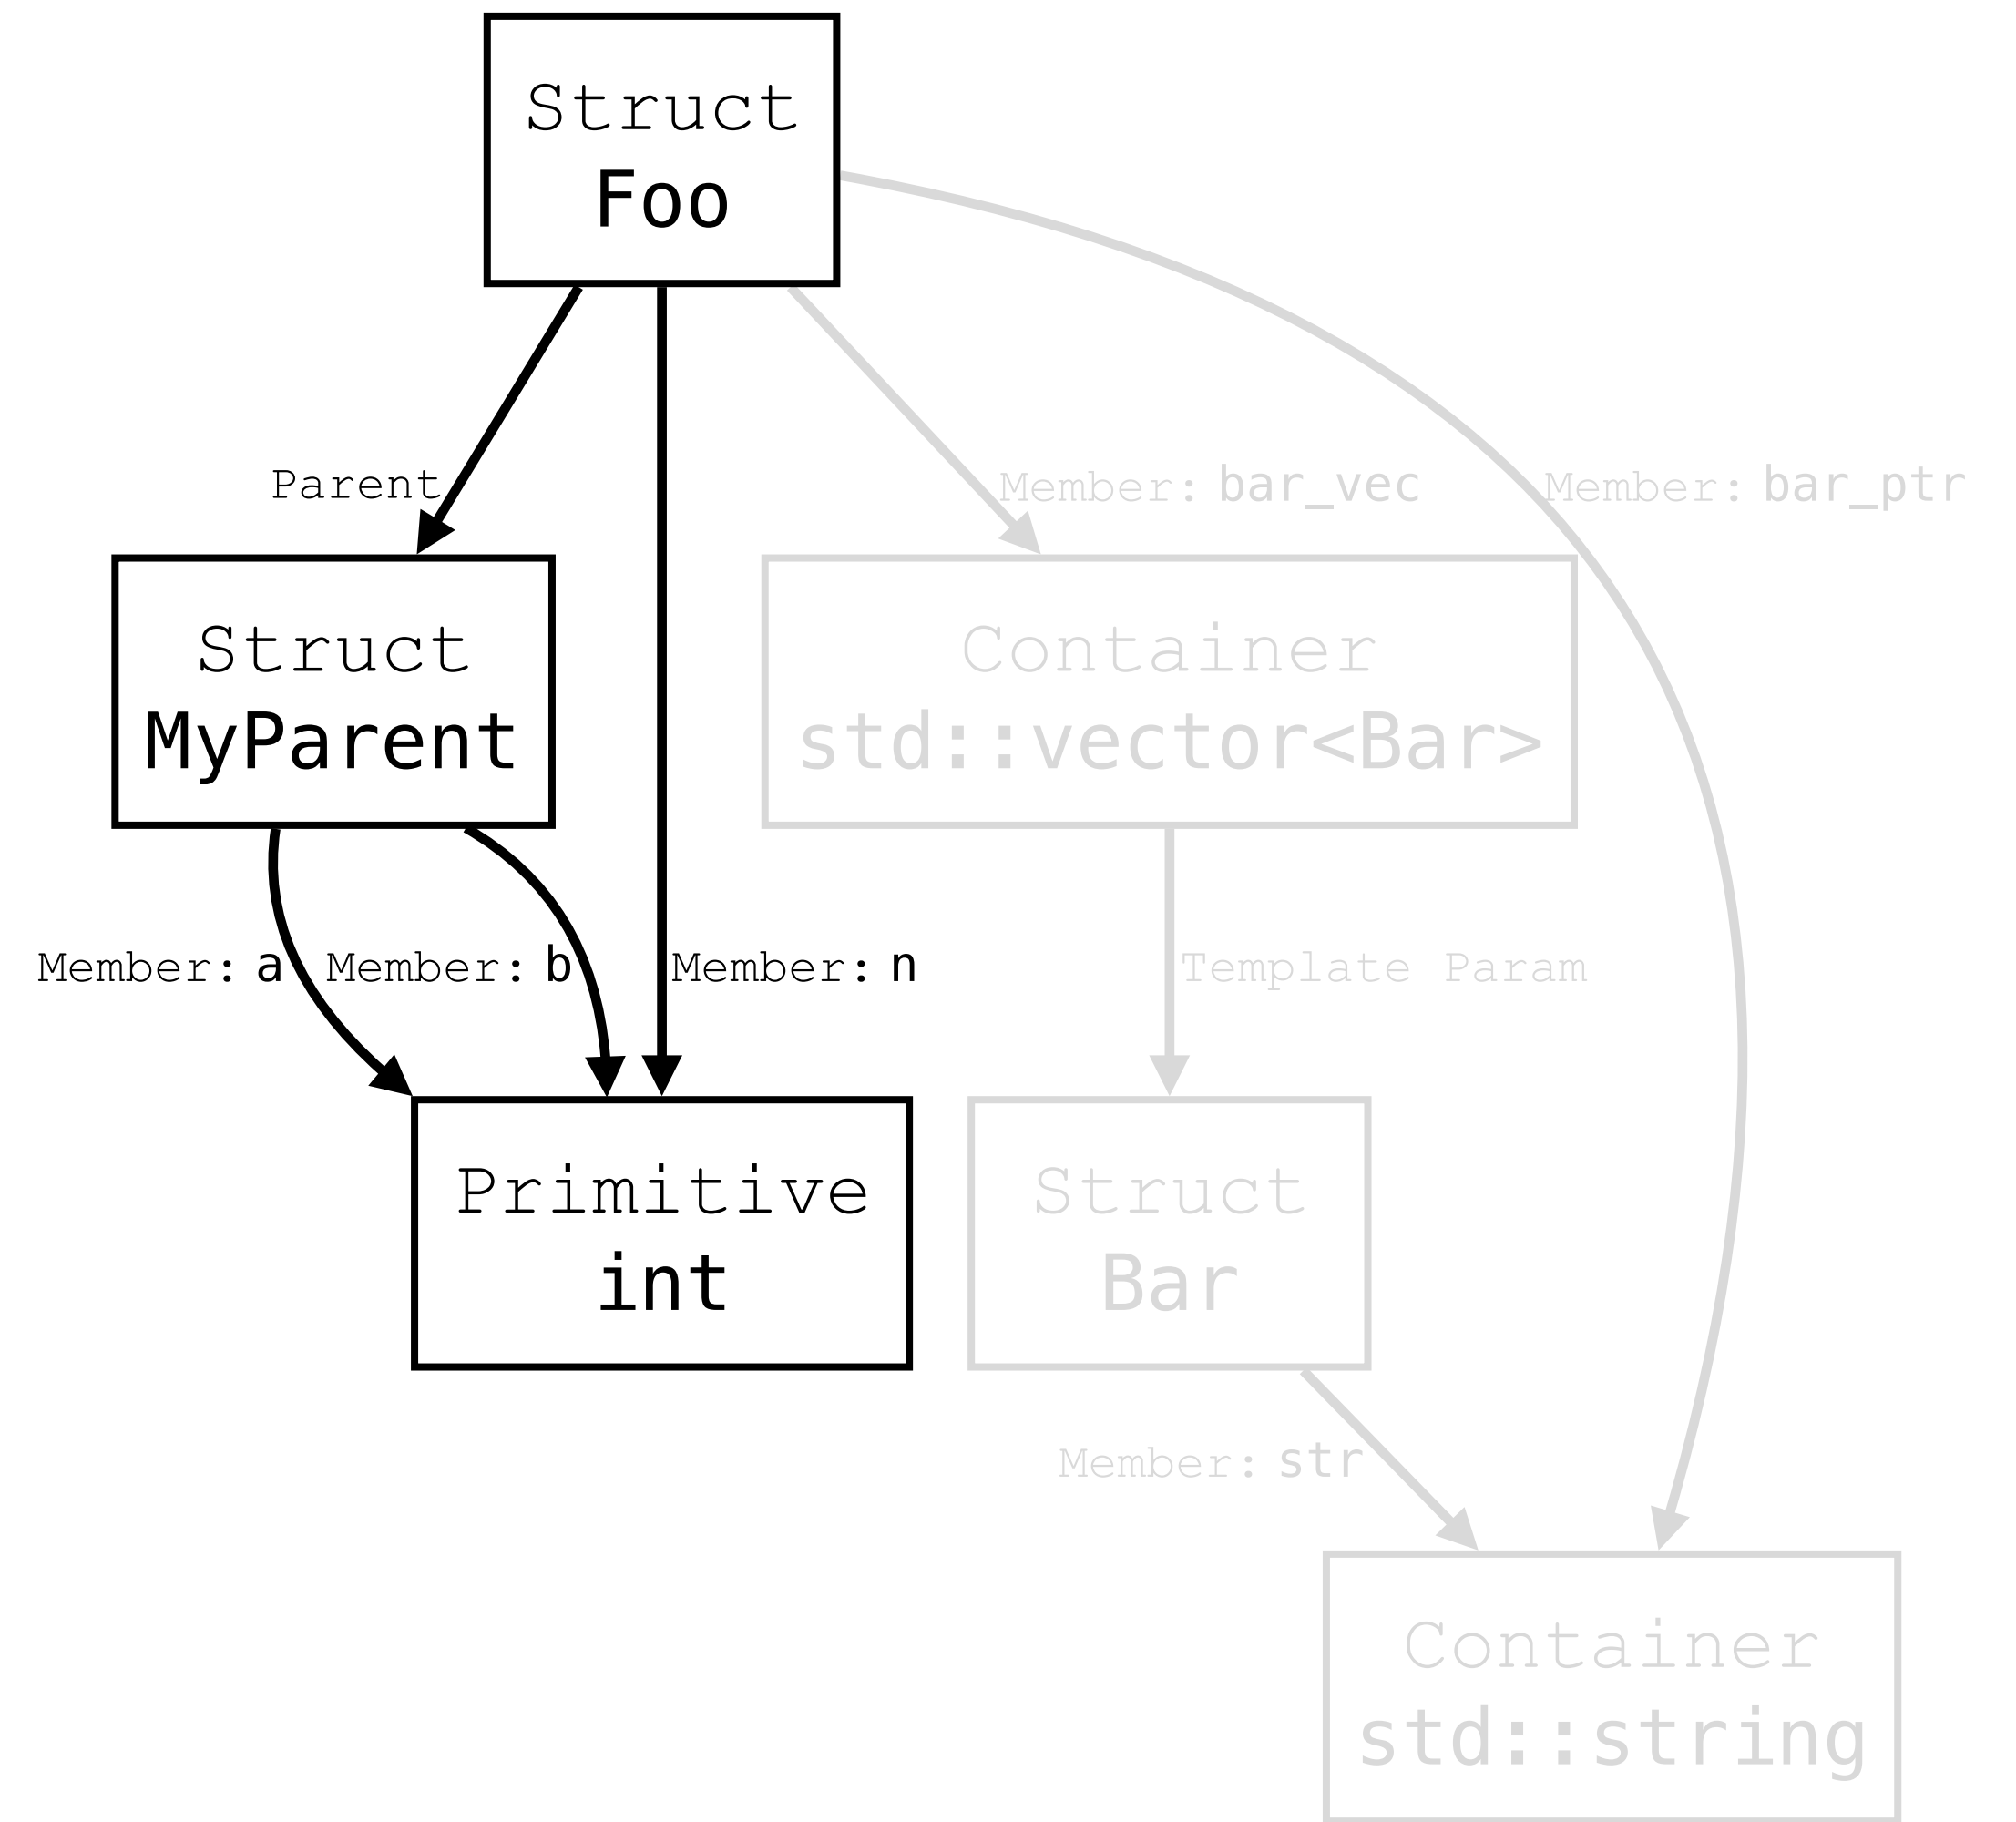 Struct
Foo
Parent
Member: bar_vec
Member: bar_ptr
Struct
MyParent
Container
std::vector<Bar>
Member: a
Member: b
Member: n
Template Param
Primitive
int
Struct
Bar
Member: str
Container
std::string